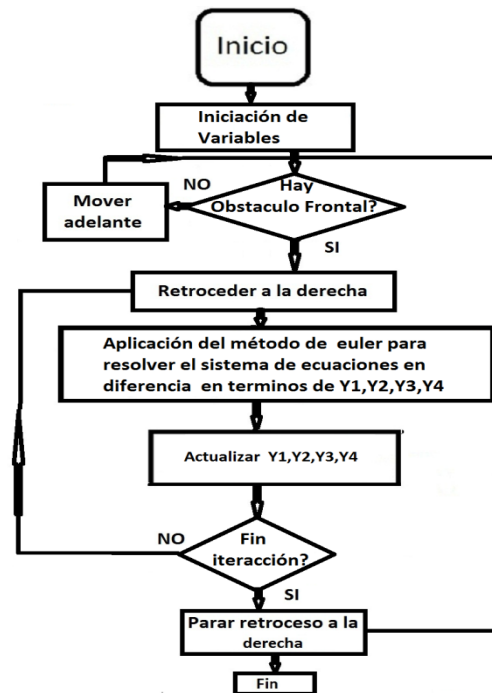 Inicio
Iniciación de
Variables
NO
Hay
Obstaculo Frontal?
Mover
adelante
SI
Retroceder a la derecha
Aplicación del método de euler para
resolver el sistema de ecuaciones en
diferencia en terminos de Y1,Y2,Y3,Y4
Actualizar Y1,Y2,Y3,Y4
NO
Fin
iteracción?
SI
Parar retroceso a la
derecha
Fin